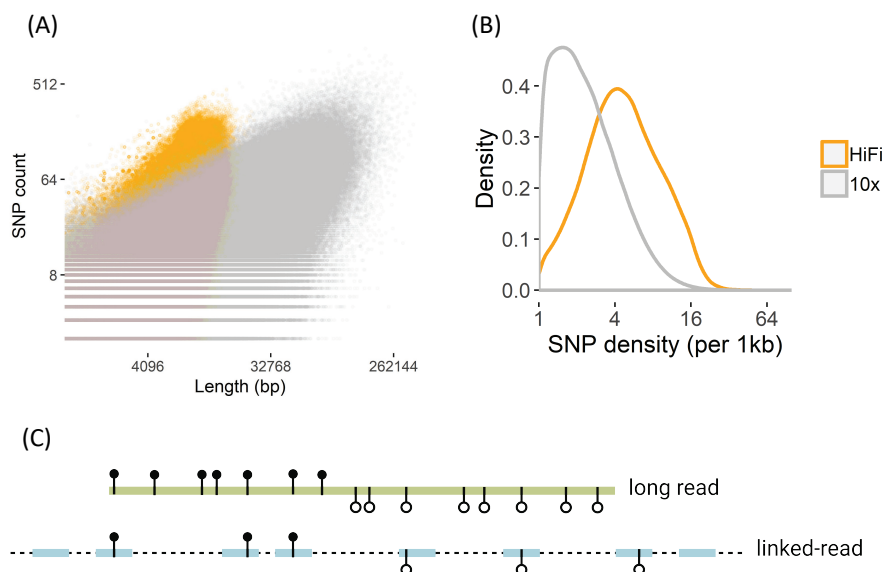 (A)
512
64
8
SNP count
4096
32768
262144
Length (bp)
(B)
0.4
0.3
0.2
0.1
0.0
Density
1
4
16
64
SNP density (per 1kb)
HiFi
10x
(C)
long read
linked-read